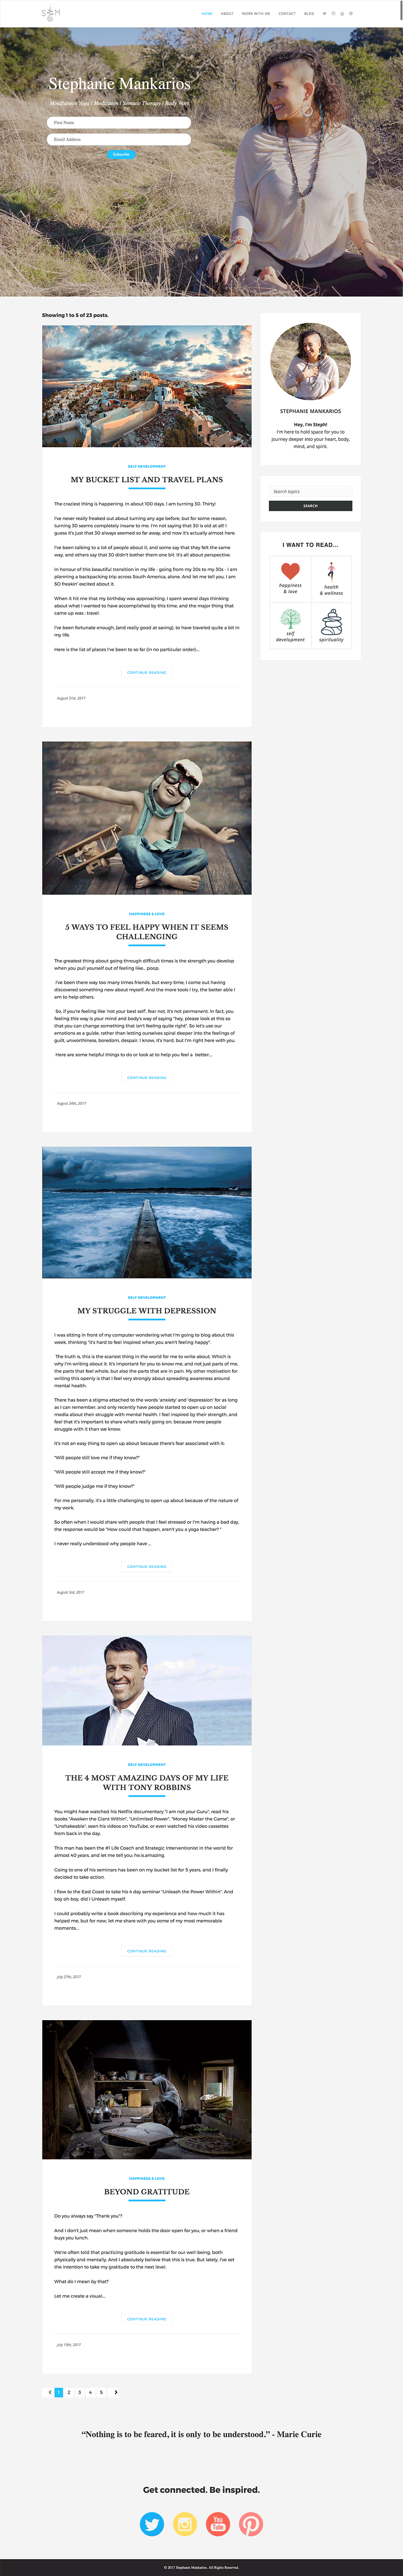 S M
HOME ABOUT WORK WITH ME CONTACT BLOG
Stephanie Mankarios
Mindfulness Yoga | Meditation | Somatic Therapy | Body Work
First Name
Email Address
Subscribe
Showing 1 to 5 of 23 posts.
SELF DEVELOPMENT
MY BUCKET LIST AND TRAVEL PLANS
The craziest thing is happening. In about 100 days, I am turning 30. Thirty!
I've never really freaked out about turning any age before, but for some reason,
turning 30 seems completely insane to me. I'm not saying that 30 is old at all! I
guess it's just that 30 always seemed so far away, and now it's actually almost here.
I've been talking to a lot of people about it, and some say that they felt the same
way, and others say that 30 didn't bother them one bit. It's all about perspective.
In honour of this beautiful transition in my life - going from my 20s to my 30s - I am
planning a backpacking trip across South America, alone. And let me tell you, I am
SO freakin' excited about it.
When it hit me that my birthday was approaching, I spent several days thinking
about what I wanted to have accomplished by this time, and the major thing that
came up was : travel.
I've been fortunate enough, (and really good at saving), to have traveled quite a bit in
my life.
Here is the list of places I've been to so far (in no particular order)...
CONTINUE READING
August 31st, 2017
HAPPINESS & LOVE
5 WAYS TO FEEL HAPPY WHEN IT SEEMS
CHALLENGING
The greatest thing about going through difficult times is the strength you develop
when you pull yourself out of feeling like... poop.
I've been there way too many times friends, but every time, I came out having
discovered something new about myself. And the more tools I try, the better able I
am to help others.
So, if you're feeling like 'not your best self', fear not, it's not permanent. In fact, you
feeling this way is your mind and body's way of saying "hey, please look at this so
that you can change something that isn't feeling quite right". So let's use our
emotions as a guide, rather than letting ourselves spiral deeper into the feelings of
guilt, unworthiness, boredom, despair. I know, it's hard, but I'm right here with you.
Here are some helpful things to do or look at to help you feel a better:...
CONTINUE READING
August 24th, 2017
SELF DEVELOPMENT
MY STRUGGLE WITH DEPRESSION
I was sitting in front of my computer wondering what I'm going to blog about this
week, thinking "it's hard to feel inspired when you aren't feeling happy".
The truth is, this is the scariest thing in the world for me to write about. Which is
why I'm writing about it. It's important for you to know me, and not just parts of me,
the parts that feel whole, but also the parts that are in pain. My other motivation for
writing this openly is that I feel very strongly about spreading awareness around
mental health.
There has been a stigma attached to the words 'anxiety' and 'depression' for as long
as I can remember, and only recently have people started to open up on social
media about their struggle with mental health. I feel inspired by their strength, and
feel that it's important to share what's really going on, because more people
struggle with it than we know.
It's not an easy thing to open up about because there's fear associated with it.
"Will people still love me if they know?"
"Will people still accept me if they know?"
"Will people judge me if they know?"
For me personally, it's a little challenging to open up about because of the nature of
my work.
So often when I would share with people that I feel stressed or I'm having a bad day,
the response would be "How could that happen, aren't you a yoga teacher? "
I never really understood why people have ...
CONTINUE READING
August 3rd, 2017
SELF DEVELOPMENT
THE 4 MOST AMAZING DAYS OF MY LIFE
WITH TONY ROBBINS
You might have watched his Netflix documentary "I am not your Guru", read his
books "Awaken the Giant Within", "Unlimited Power", "Money Master the Game", or
"Unshakeable", seen his videos on YouTube, or even watched his video cassettes
from back in the day.
This man has been the #1 Life Coach and Strategic Interventionist in the world for
almost 40 years, and let me tell you: he.is.amazing.
Going to one of his seminars has been on my bucket list for 5 years, and I finally
decided to take action.
I flew to the East Coast to take his 4 day seminar "Unleash the Power Within". And
boy oh boy, did I Unleash myself.
I could probably write a book describing my experience and how much it has
helped me, but for now, let me share with you some of my most memorable
moments...
CONTINUE READING
July 27th, 2017
HAPPINESS & LOVE
BEYOND GRATITUDE
Do you always say "Thank you"?
And I don't just mean when someone holds the door open for you, or when a friend
buys you lunch.
We're often told that practicing gratitude is essential for our well-being, both
physically and mentally. And I absolutely believe that this is true. But lately, I've set
the intention to take my gratitude to the next level.
What do I mean by that?
Let me create a visual...
CONTINUE READING
July 19th, 2017
1 2 3 4 5
STEPHANIE MANKARIOS
Hey, I'm Steph!
I'm here to hold space for you to
journey deeper into your heart, body,
mind, and spirit.
Search topics
SEARCH
I WANT TO READ...
happiness
& love
health
& wellness
self
development
spirituality
"Nothing is to be feared, it is only to be understood." - Marie Curie
Get connected. Be inspired.
You
Tube
© 2017 Stephanie Mankarios. All Rights Reserved.